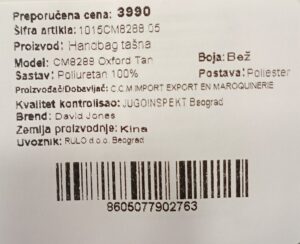 Preporučena cena: 3990
Šifra artikla: 1015CM8288 05
Proizvod: Handbag tašna
Model: CM8289 Oxford Tan Boja: Bež
Sastav: Poliuretan 100% Postava: Poliester
Proizvođač/Dobavljač: C.C.M IMPORT EXPORT EN MAROQUINERIE
Kvalitet kontrolisao: JUGOINSPEKT Beograd
Brend: David Jones
Zemlja proizvodnje: Kina
Uvoznik: RULO d.o.o. Beograd
8605077902763